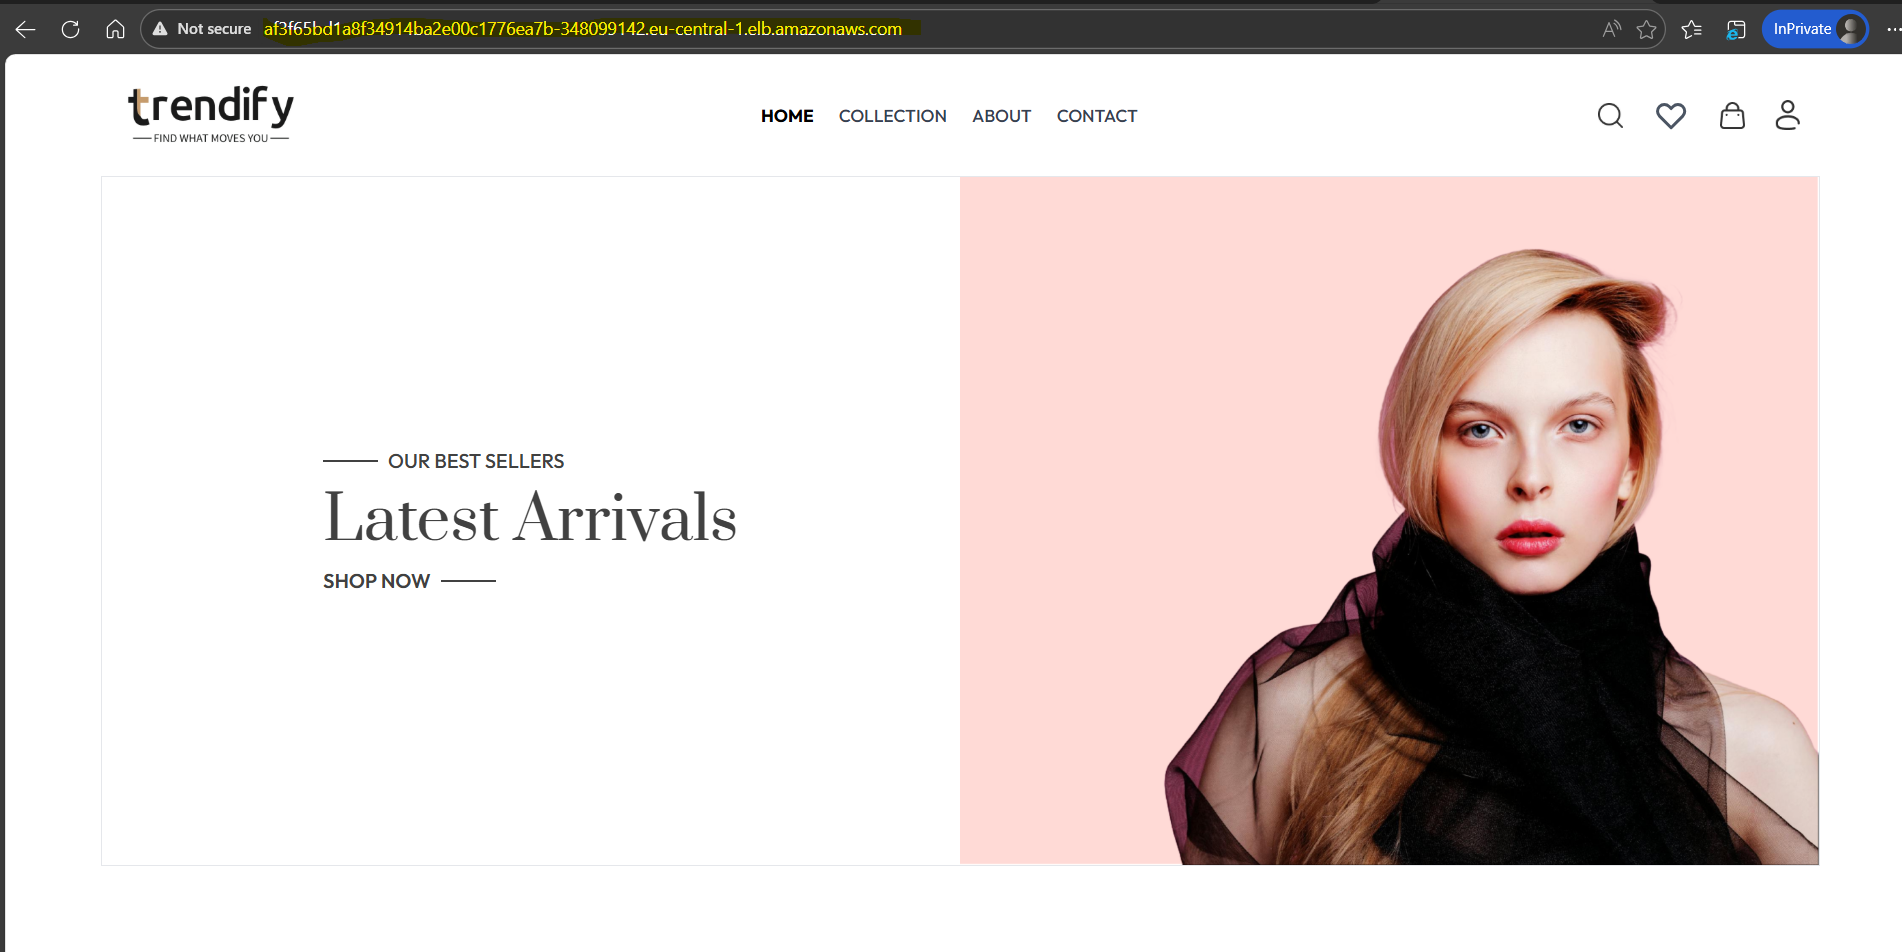 Not secure af3f65bd1a8f34914ba2e00c1776ea7b-348099142.eu-central-1.elb.amazonaws.com
InPrivate
trendify
FIND WHAT MOVES YOU
HOME COLLECTION ABOUT CONTACT
OUR BEST SELLERS
Latest Arrivals
SHOP NOW